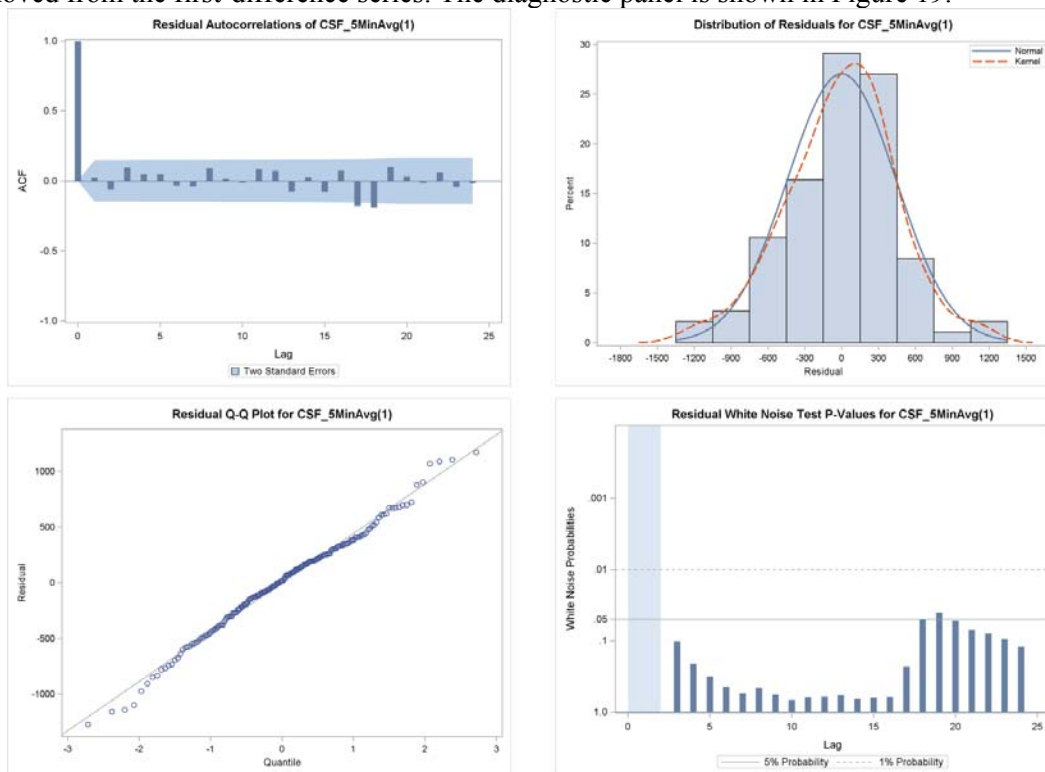 oved from the first-difference series. The diagnostic panel is shown in Figure 19.
Residual Autocorrelations of CSF_5MinAvg(1)
1.0
0.5
0.0
-0.5
-1.0
ACF
0 5 10 15 20 25
Lag
Two Standard Errors
Distribution of Residuals for CSF_5MinAvg(1)
30
25
20
15
10
5
0
Percent
Normal
Kernel
-1800 -1500 -1200 -900 -600 -300 0 300 600 900 1200 1500
Residual
Residual Q-Q Plot for CSF_5MinAvg(1)
1000
500
0
-500
-1000
Residual
-3 -2 -1 0 1 2 3
Quantile
Residual White Noise Test P-Values for CSF_5MinAvg(1)
.001
.01
.05
.1
1.0
White Noise Probabilities
0 5 10 15 20 25
Lag
5% Probability 1% Probability